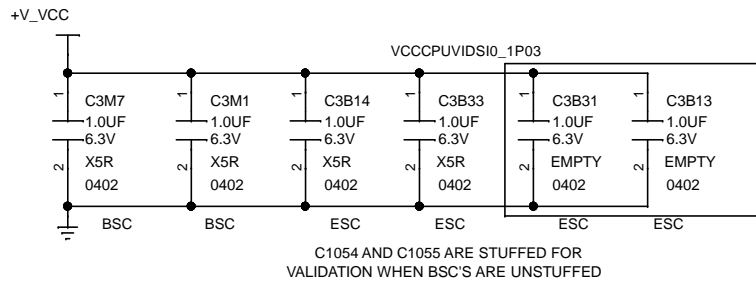 +V_VCC
VCCCPUVIDSI0_1P03
1 C3M7
1.0UF
6.3V
2 X5R
0402
BSC
1 C3M1
1.0UF
6.3V
2 X5R
0402
BSC
1 C3B14
1.0UF
6.3V
2 X5R
0402
ESC
1 C3B33
1.0UF
6.3V
2 X5R
0402
ESC
1 C3B31
1.0UF
6.3V
2 EMPTY
0402
ESC
1 C3B13
1.0UF
6.3V
2 EMPTY
0402
ESC
C1054 AND C1055 ARE STUFFED FOR
VALIDATION WHEN BSC'S ARE UNSTUFFED